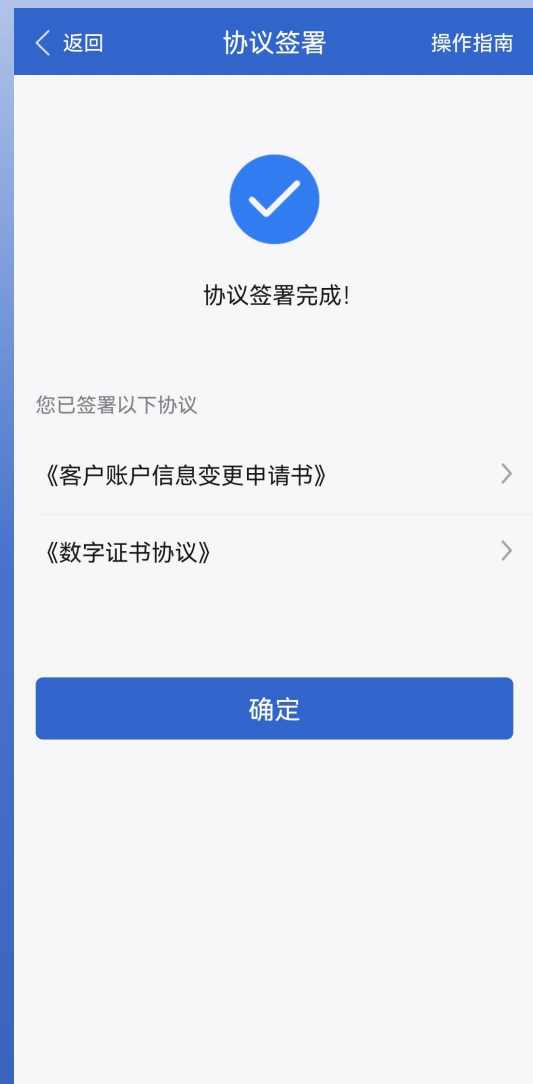 返回
协议签署
操作指南
协议签署完成!
您已签署以下协议
《客户账户信息变更申请书》
《数字证书协议》
确定